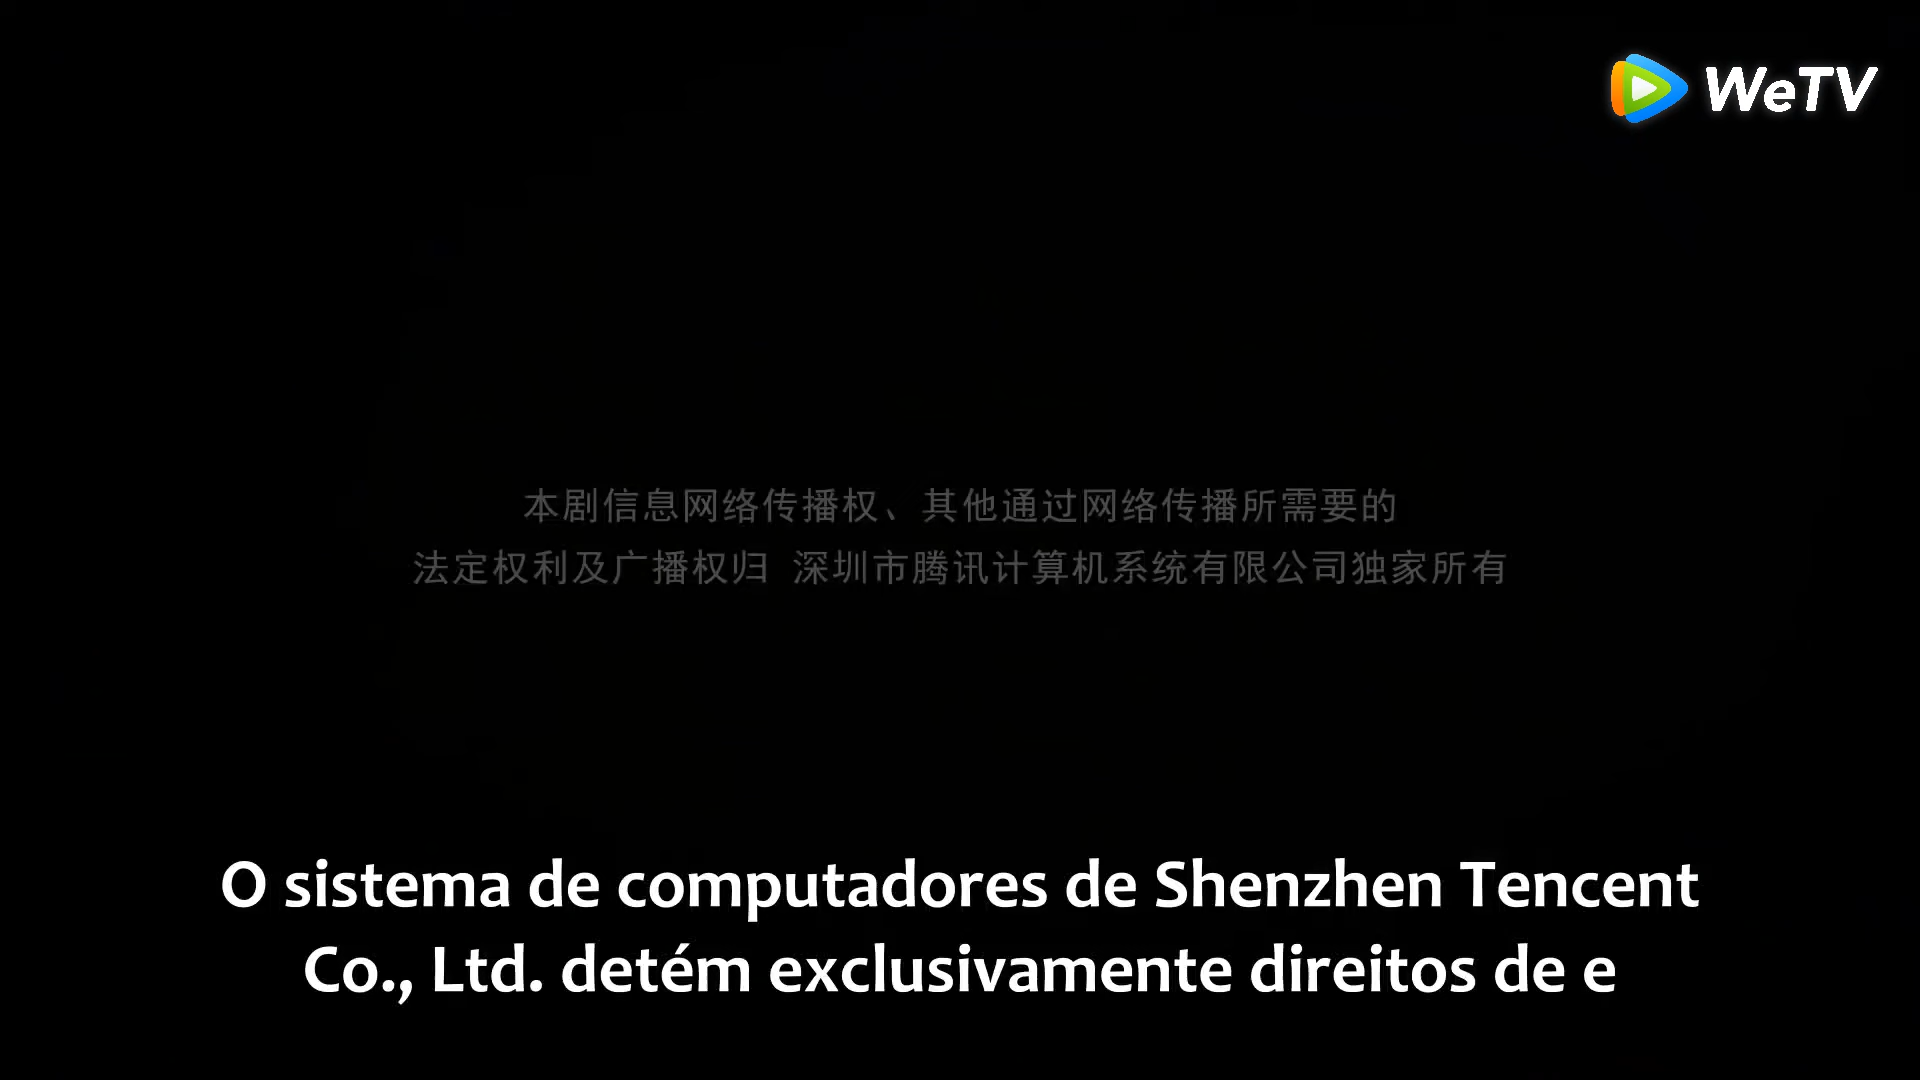 WeTV
本剧信息网络传播权、其他通过网络传播所需要的
法定权利及广播权归 深圳市腾讯计算机系统有限公司独家所有
O sistema de computadores de Shenzhen Tencent
Co., Ltd. detém exclusivamente direitos de e